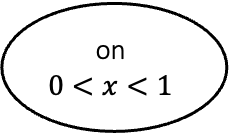 on
0 < x < 1